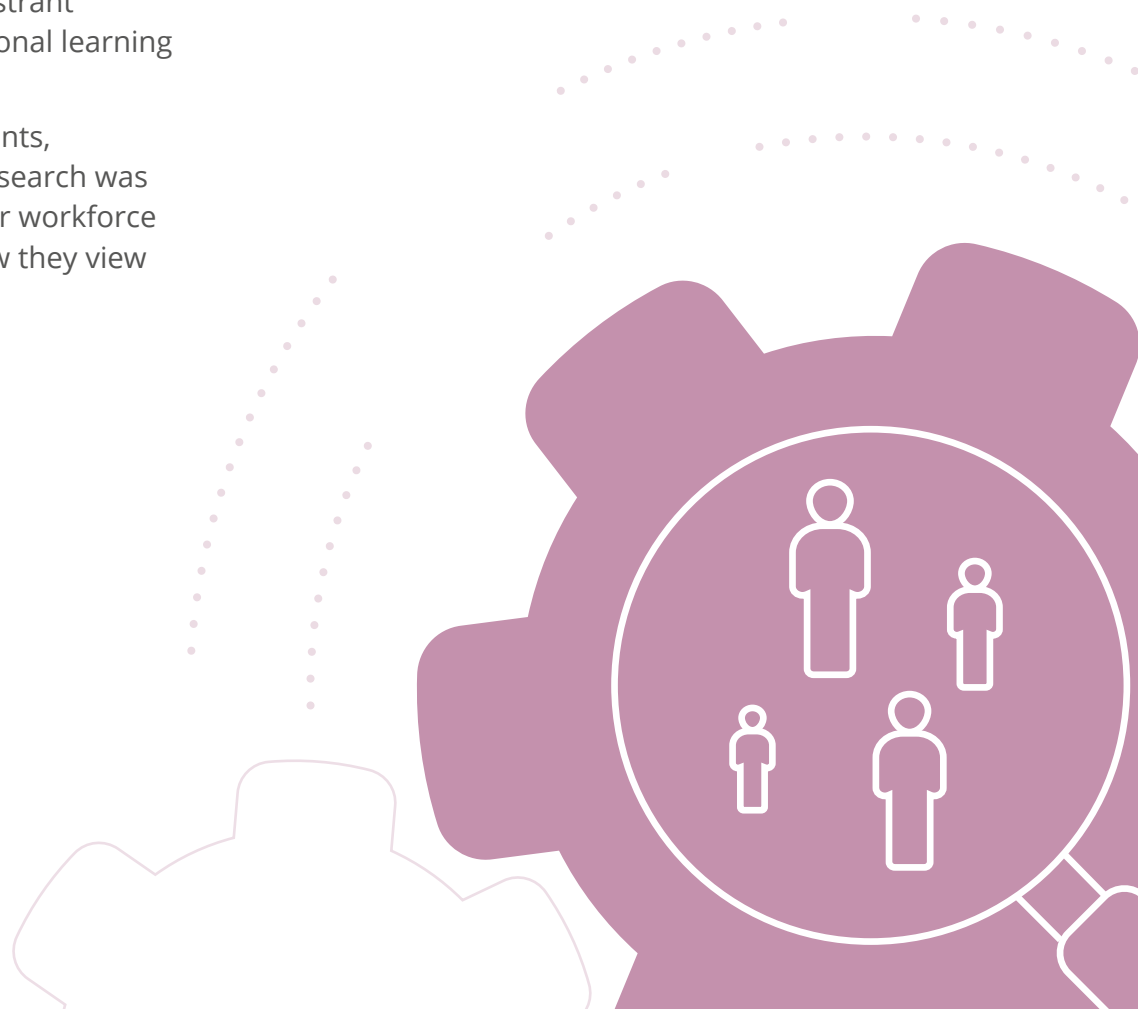 strant
onal learning
nts,
search was
r workforce
w they view